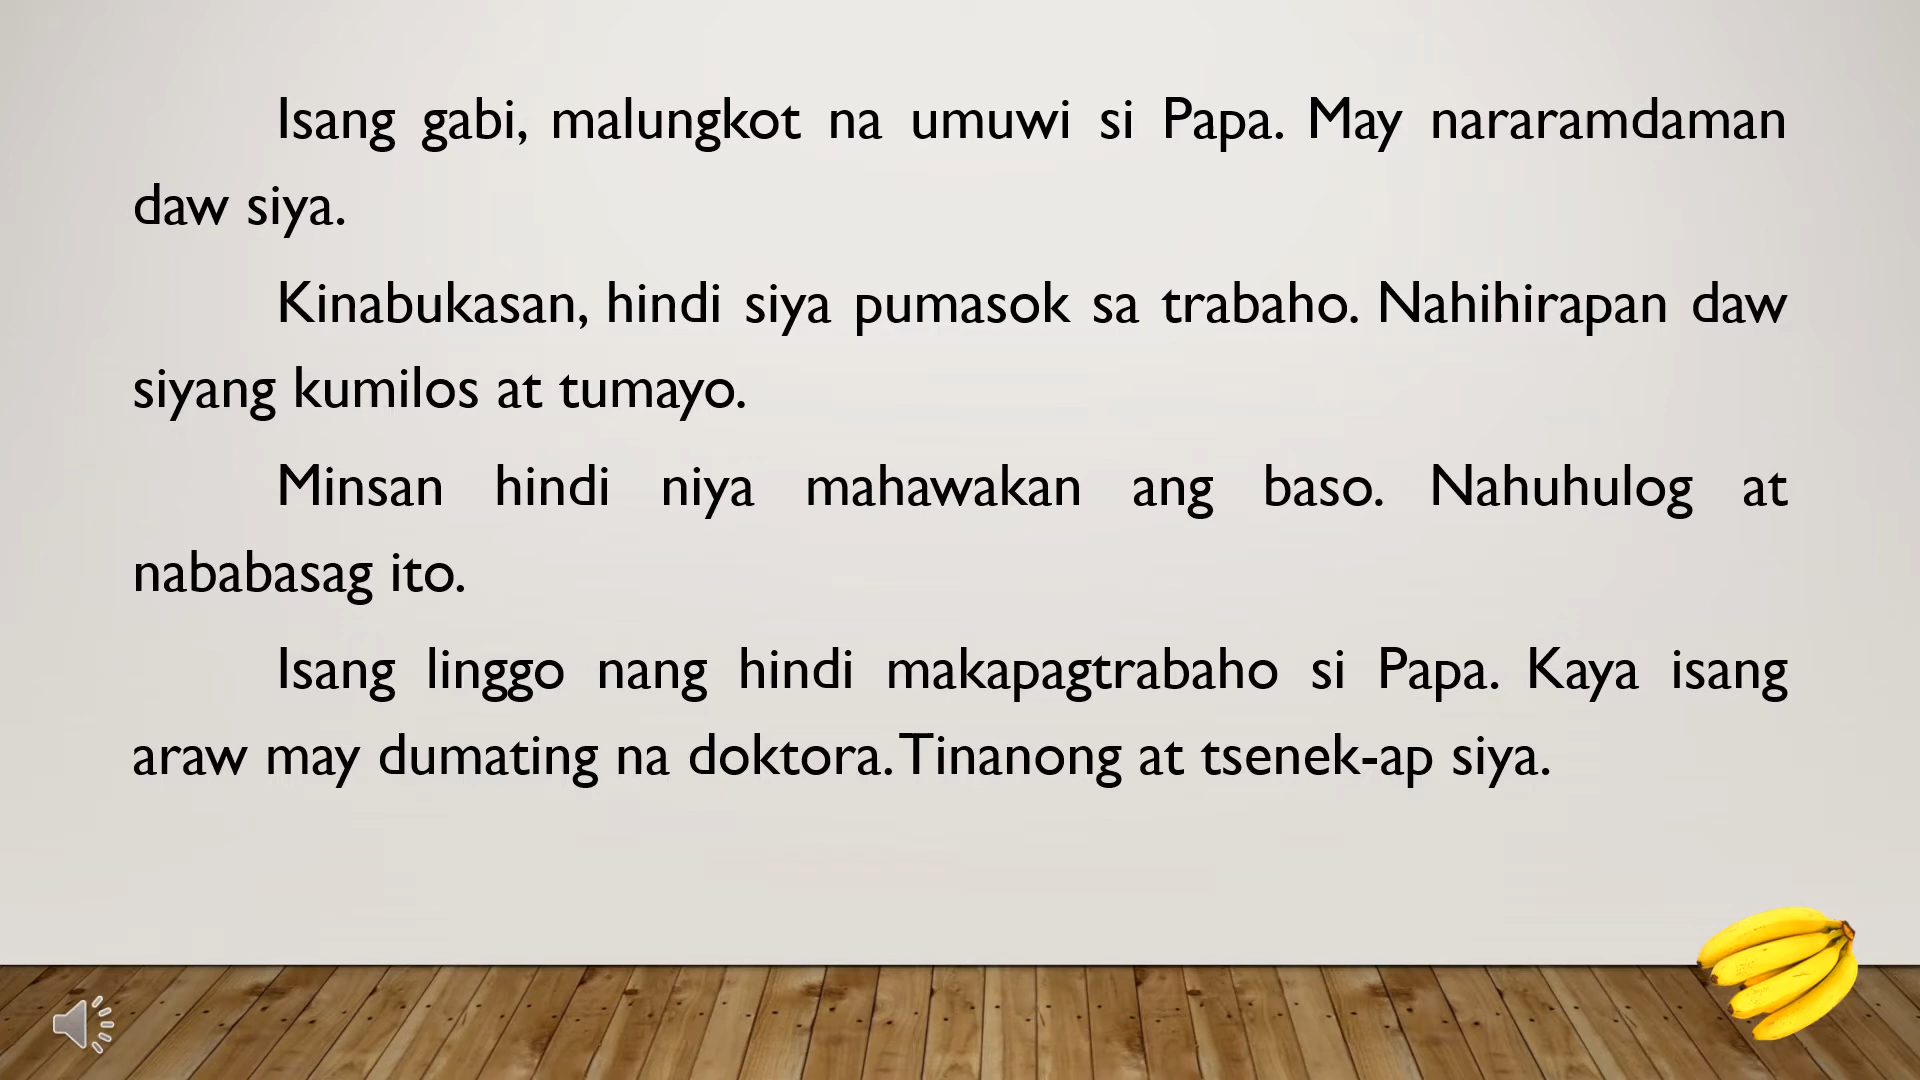 Isang gabi, malungkot na umuwi si Papa. May nararamdaman
daw siya.
Kinabukasan, hindi siya pumasok sa trabaho. Nahihirapan daw
siyang kumilos at tumayo.
Minsan hindi niya mahawakan ang baso. Nahuhulog at
nababasag ito.
Isang linggo nang hindi makapagtrabaho si Papa. Kaya isang
araw may dumating na doktora. Tinanong at tsenek-ap siya.